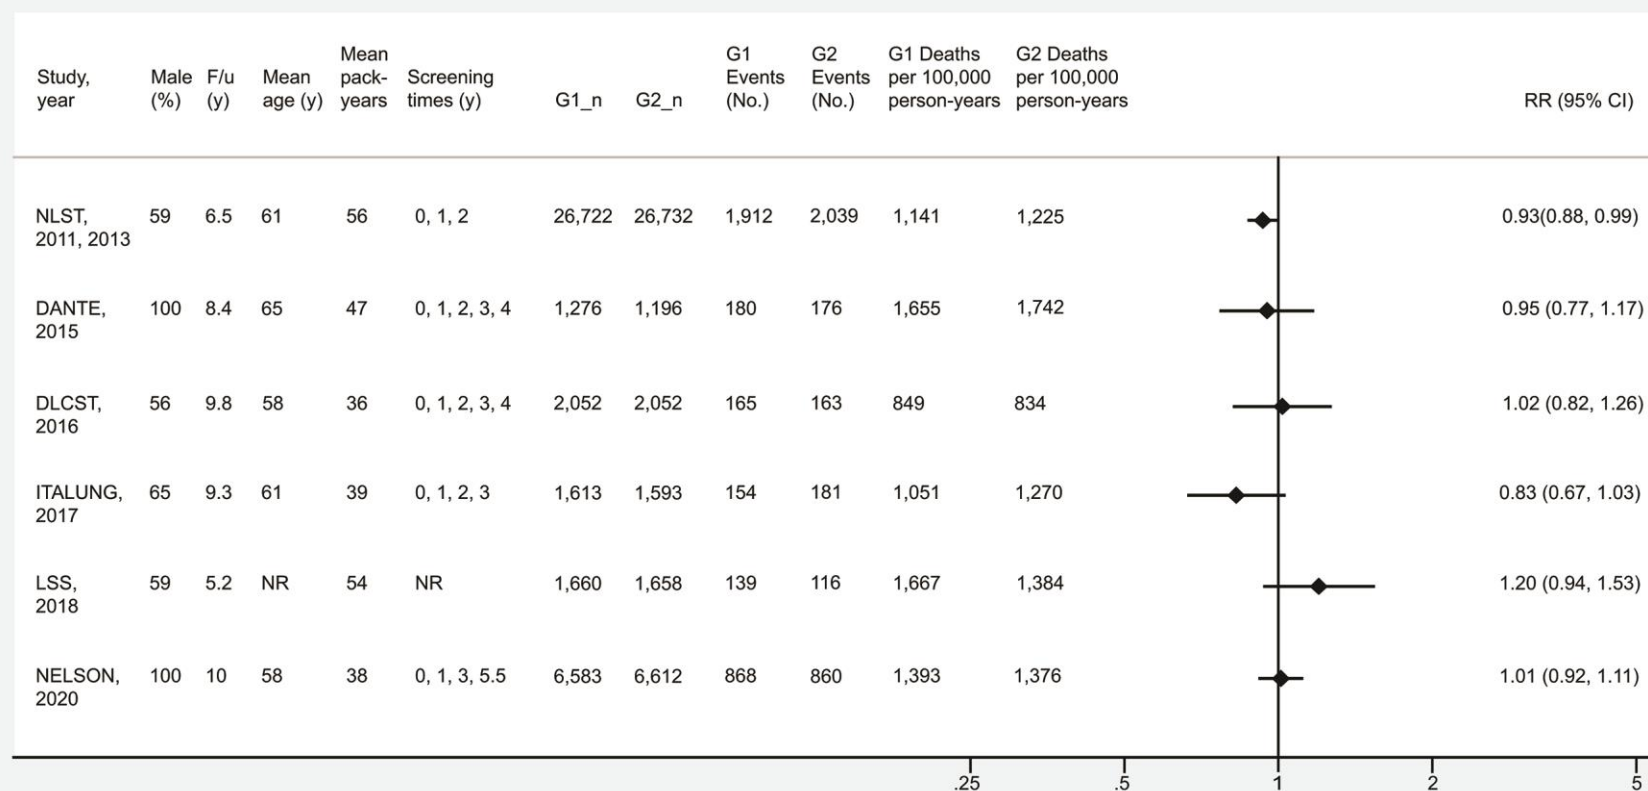 Study, year Male (%) F/u (y) Mean age (y) Mean pack-years Screening times (y) G1_n G2_n G1 Events (No.) G2 Events (No.) G1 Deaths per 100,000 person-years G2 Deaths per 100,000 person-years RR (95% CI)
NLST, 2011, 2013 59 6.5 61 56 0, 1, 2 26,722 26,732 1,912 2,039 1,141 1,225 0.93(0.88, 0.99)
DANTE, 2015 100 8.4 65 47 0, 1, 2, 3, 4 1,276 1,196 180 176 1,655 1,742 0.95 (0.77, 1.17)
DLCST, 2016 56 9.8 58 36 0, 1, 2, 3, 4 2,052 2,052 165 163 849 834 1.02 (0.82, 1.26)
ITALUNG, 2017 65 9.3 61 39 0, 1, 2, 3 1,613 1,593 154 181 1,051 1,270 0.83 (0.67, 1.03)
LSS, 2018 59 5.2 NR 54 NR 1,660 1,658 139 116 1,667 1,384 1.20 (0.94, 1.53)
NELSON, 2020 100 10 58 38 0, 1, 3, 5.5 6,583 6,612 868 860 1,393 1,376 1.01 (0.92, 1.11)
.25 .5 1 2 5